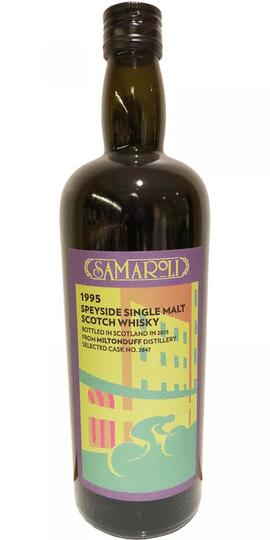 SAMAROLI
1995
SPEYSIDE SINGLE MALT
SCOTCH WHISKY
BOTTLED IN SCOTLAND IN 2015
FROM MILTONDUFF DISTILLERY
SELECTED CASK NO. 2847